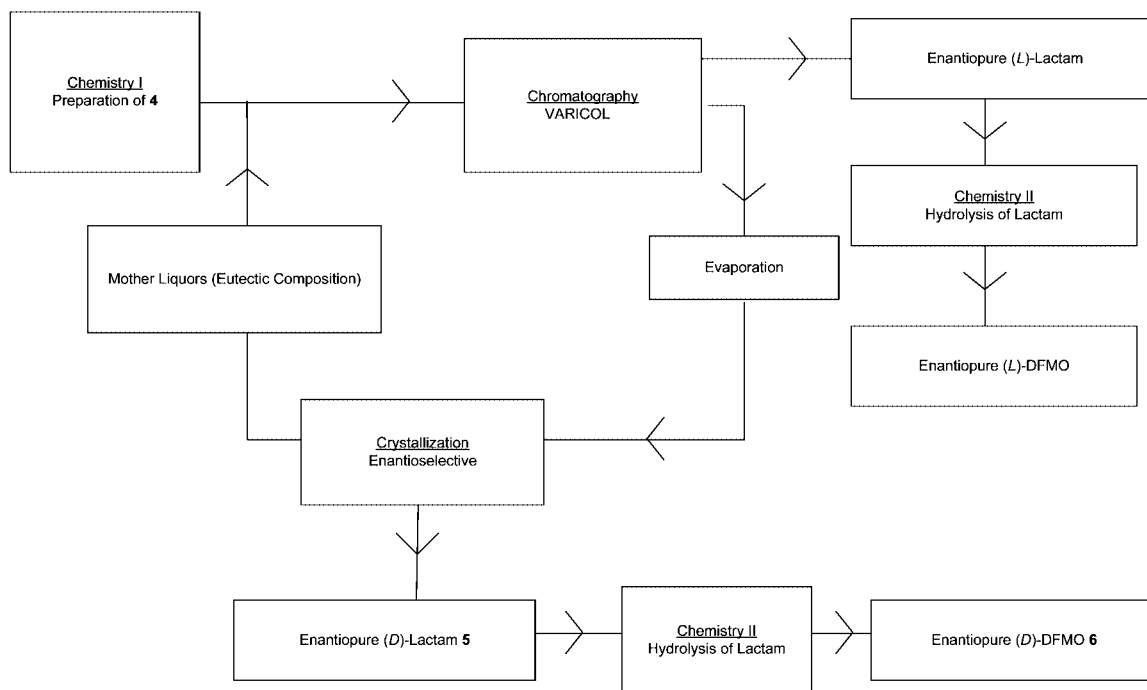 Chemistry I
Preparation of 4
Chromatography
VARICOL
Enantiopure (L)-Lactam
Chemistry II
Hydrolysis of Lactam
Mother Liquors (Eutectic Composition)
Evaporation
Enantiopure (L)-DFMO
Crystallization
Enantioselective
Enantiopure (D)-Lactam 5
Chemistry II
Hydrolysis of Lactam
Enantiopure (D)-DFMO 6